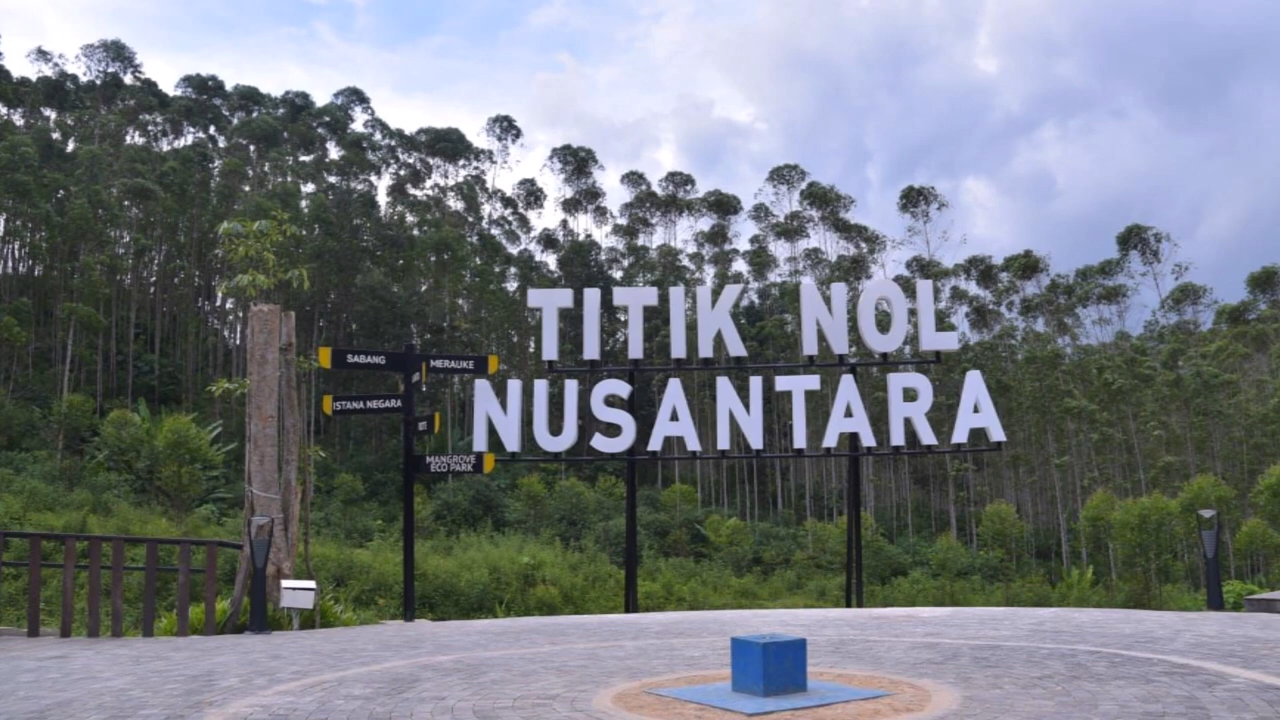 TITIK NOL
NUSANTARA
SABANG
MERAUKE
ISTANA NEGARA
MANGROVE
ECO PARK